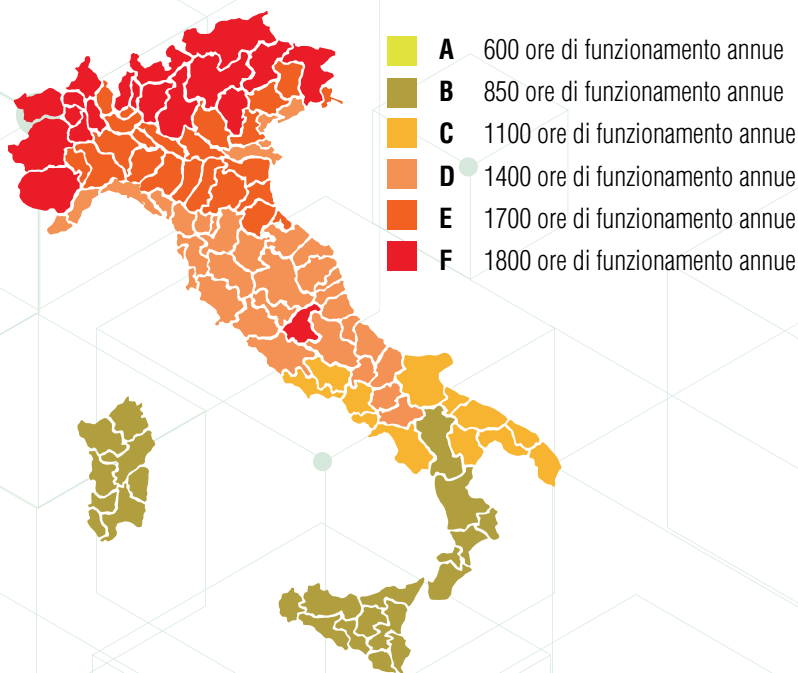 A 600 ore di funzionamento annue
B 850 ore di funzionamento annue
C 1100 ore di funzionamento annue
D 1400 ore di funzionamento annue
E 1700 ore di funzionamento annue
F 1800 ore di funzionamento annue